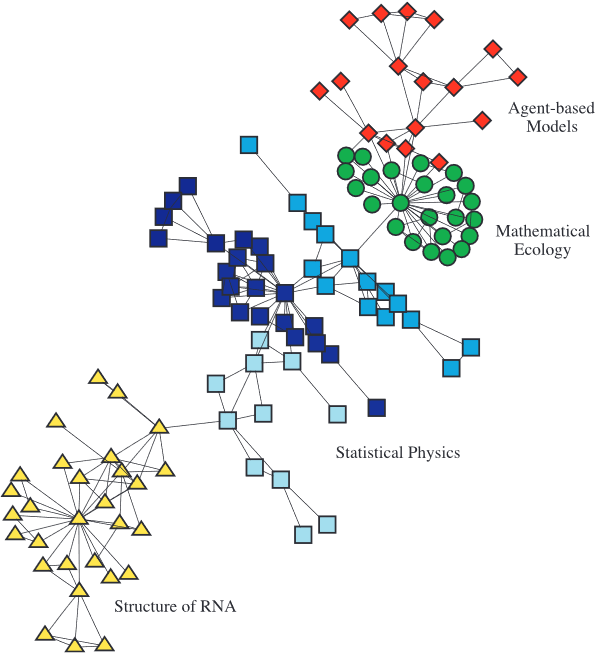 Agent-based
Models
Mathematical
Ecology
Statistical Physics
Structure of RNA